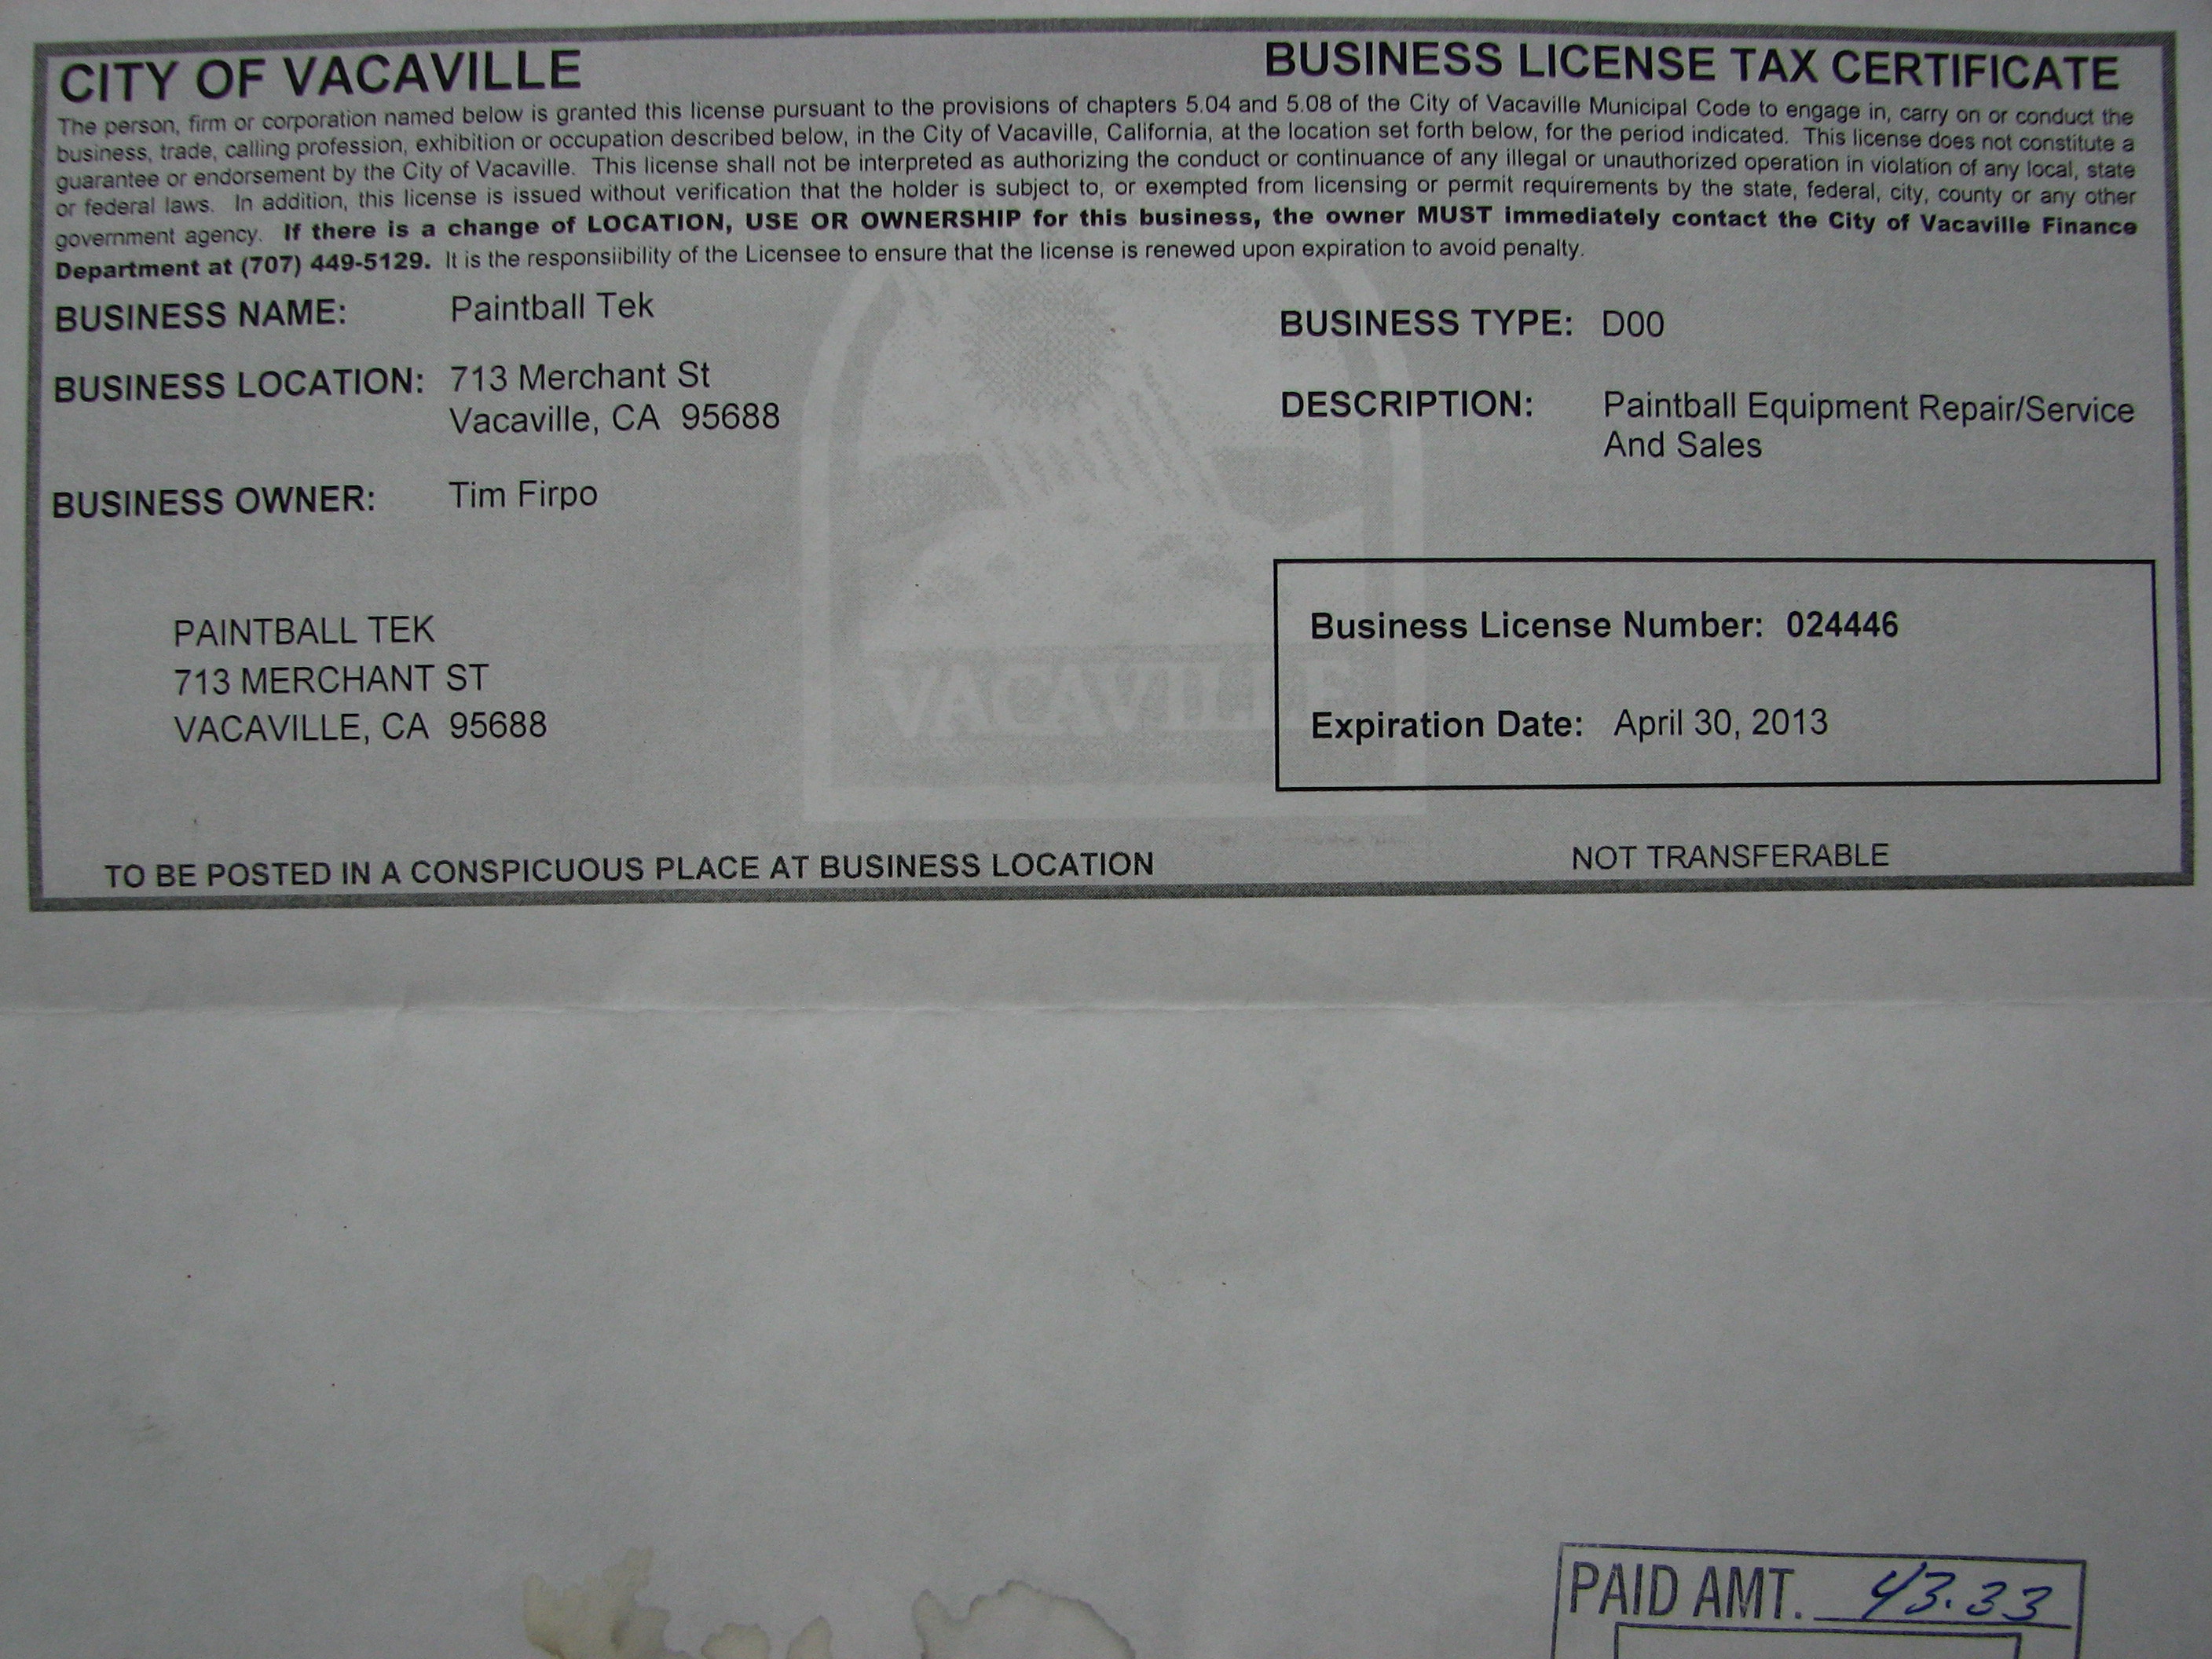 CITY OF VACAVILLE
BUSINESS LICENSE TAX CERTIFICATE
The person, firm or corporation named below is granted this license pursuant to the provisions of chapters 5.04 and 5.08 of the City of Vacaville Municipal Code to engage in, carry on or conduct the
business, trade, calling profession, exhibition or occupation described below, in the City of Vacaville, California, at the location set forth below, for the period indicated. This license does not constitute a
guarantee or endorsement by the City of Vacaville. This license shall not be interpreted as authorizing the conduct or continuance of any illegal or unauthorized operation in violation of any local, state
or federal laws. In addition, this license is issued without verification that the holder is subject to, or exempted from licensing or permit requirements by the state, federal, city, county or any other
government agency. If there is a change of LOCATION, USE OR OWNERSHIP for this business, the owner MUST immediately contact the City of Vacaville Finance
Department at (707) 449-5129. It is the responsiibility of the Licensee to ensure that the license is renewed upon expiration to avoid penalty.
BUSINESS NAME: Paintball Tek
BUSINESS LOCATION: 713 Merchant St
Vacaville, CA 95688
BUSINESS OWNER: Tim Firpo
BUSINESS TYPE: D00
DESCRIPTION: Paintball Equipment Repair/Service
And Sales
PAINTBALL TEK
713 MERCHANT ST
VACAVILLE, CA 95688
VACAVILLE
Business License Number: 024446
Expiration Date: April 30, 2013
TO BE POSTED IN A CONSPICUOUS PLACE AT BUSINESS LOCATION
NOT TRANSFERABLE
PAID AMT. 43.33